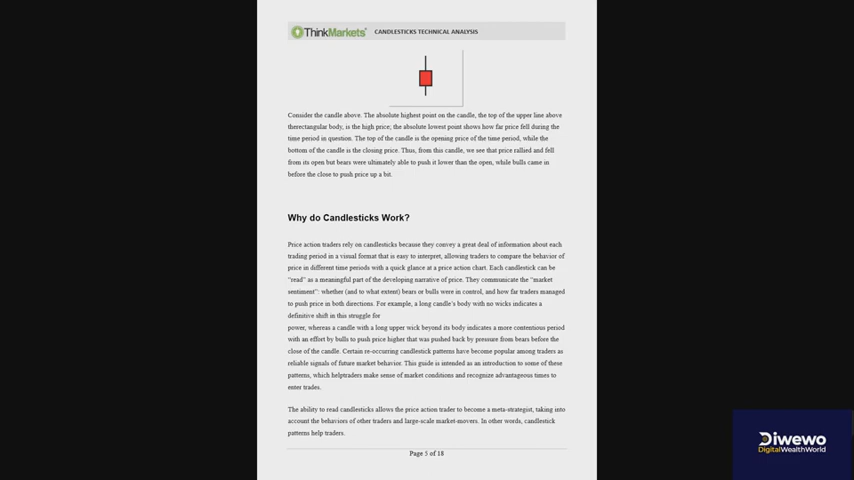 ThinkMarkets CANDLESTICKS TECHNICAL ANALYSIS
Consider the candle above. The absolute highest point on the candle, the top of the upper line above
therectangular body, is the high price; the absolute lowest point shows how far price fell during the
time period in question. The top of the candle is the opening price of the time period, while the
bottom of the candle is the closing price. Thus, from this candle, we see that price rallied and fell
from its open but bears were ultimately able to push it lower than the open, while bulls came in
before the close to push price up a bit.
Why do Candlesticks Work?
Price action traders rely on candlesticks because they convey a great deal of information about each
trading period in a visual format that is easy to interpret, allowing traders to compare the behavior of
price in different time periods with a quick glance at a price action chart. Each candlestick can be
“read” as a meaningful part of the developing narrative of price. They communicate the “market
sentiment”: whether (and to what extent) bears or bulls were in control, and how far traders managed
to push price in both directions. For example, a long candle's body with no wicks indicates a
definitive shift in this struggle for
power, whereas a candle with a long upper wick beyond its body indicates a more contentious period
with an effort by bulls to push price higher that was pushed back by pressure from bears before the
close of the candle. Certain re-occurring candlestick patterns have become popular among traders as
reliable signals of future market behavior. This guide is intended as an introduction to some of these
patterns, which helptraders make sense of market conditions and recognize advantageous times to
enter trades.
The ability to read candlesticks allows the price action trader to become a meta-strategist, taking into
account the behaviors of other traders and large-scale market-movers. In other words, candlestick
patterns help traders.
Page 5 of 18
Diwewo
DigitalWealthWorld